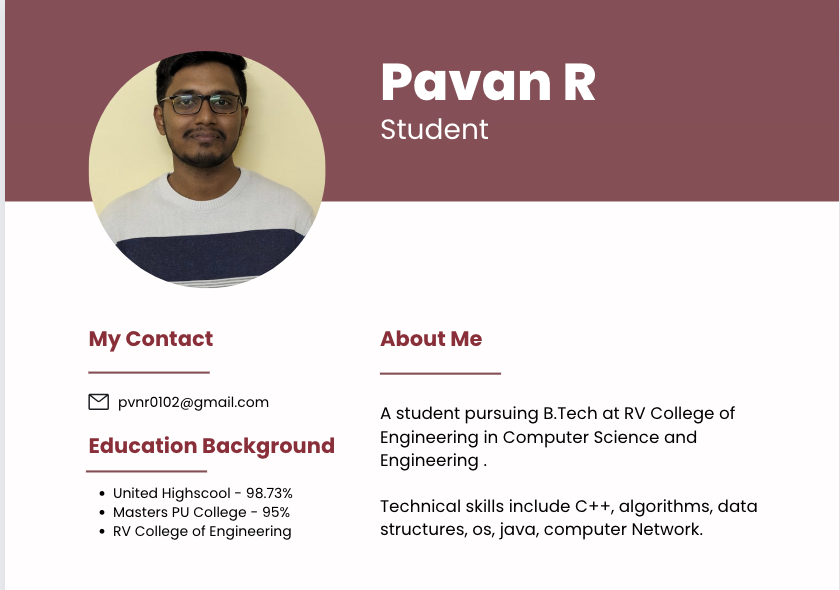 Pavan R
Student
My Contact
pvnr0102@gmail.com
Education Background
• United Highscool - 98.73%
• Masters PU College - 95%
• RV College of Engineering
About Me
A student pursuing B.Tech at RV College of
Engineering in Computer Science and
Engineering .
Technical skills include C++, algorithms, data
structures, os, java, computer Network.